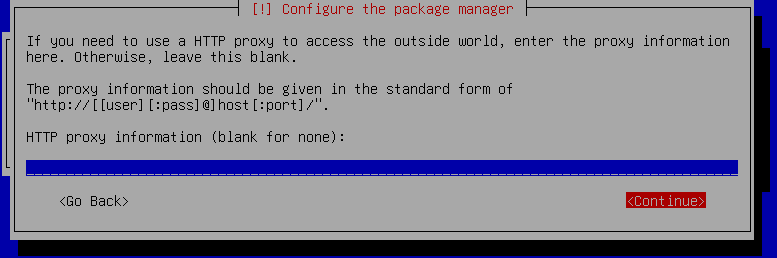 [!] Configure the package manager
If you need to use a HTTP proxy to access the outside world, enter the proxy information
here. Otherwise, leave this blank.
The proxy information should be given in the standard form of
"http://[[user][:pass]@]host[:port]/".
HTTP proxy information (blank for none):
<Go Back> <Continue>